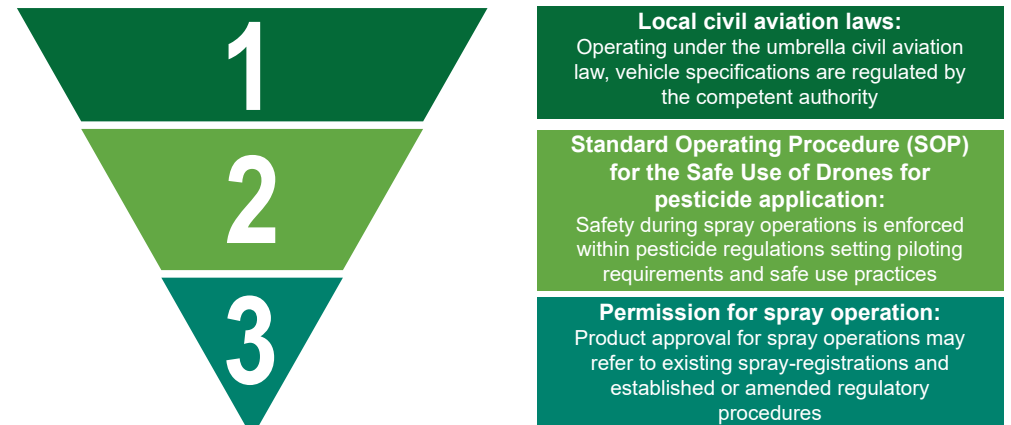 1
Local civil aviation laws:
Operating under the umbrella civil aviation
law, vehicle specifications are regulated by
the competent authority
2
Standard Operating Procedure (SOP)
for the Safe Use of Drones for
pesticide application:
Safety during spray operations is enforced
within pesticide regulations setting piloting
requirements and safe use practices
3
Permission for spray operation:
Product approval for spray operations may
refer to existing spray-registrations and
established or amended regulatory
procedures